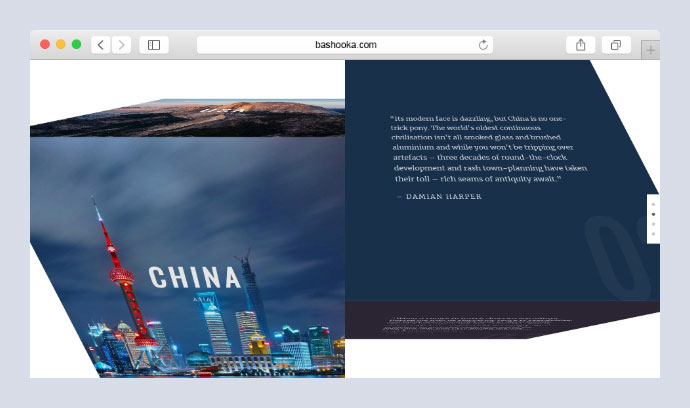 bashooka.com
CHINA
ASIA
"Its modern face is dazzling, but China is no one-
trick pony. The world's oldest continuous
civilisation isn't all smoked glass and brushed
aluminium and while you won't be tripping over
artefacts – three decades of round-the-clock
development and rash town-planning have taken
their toll – rich seams of antiquity await."
— DAMIAN HARPER